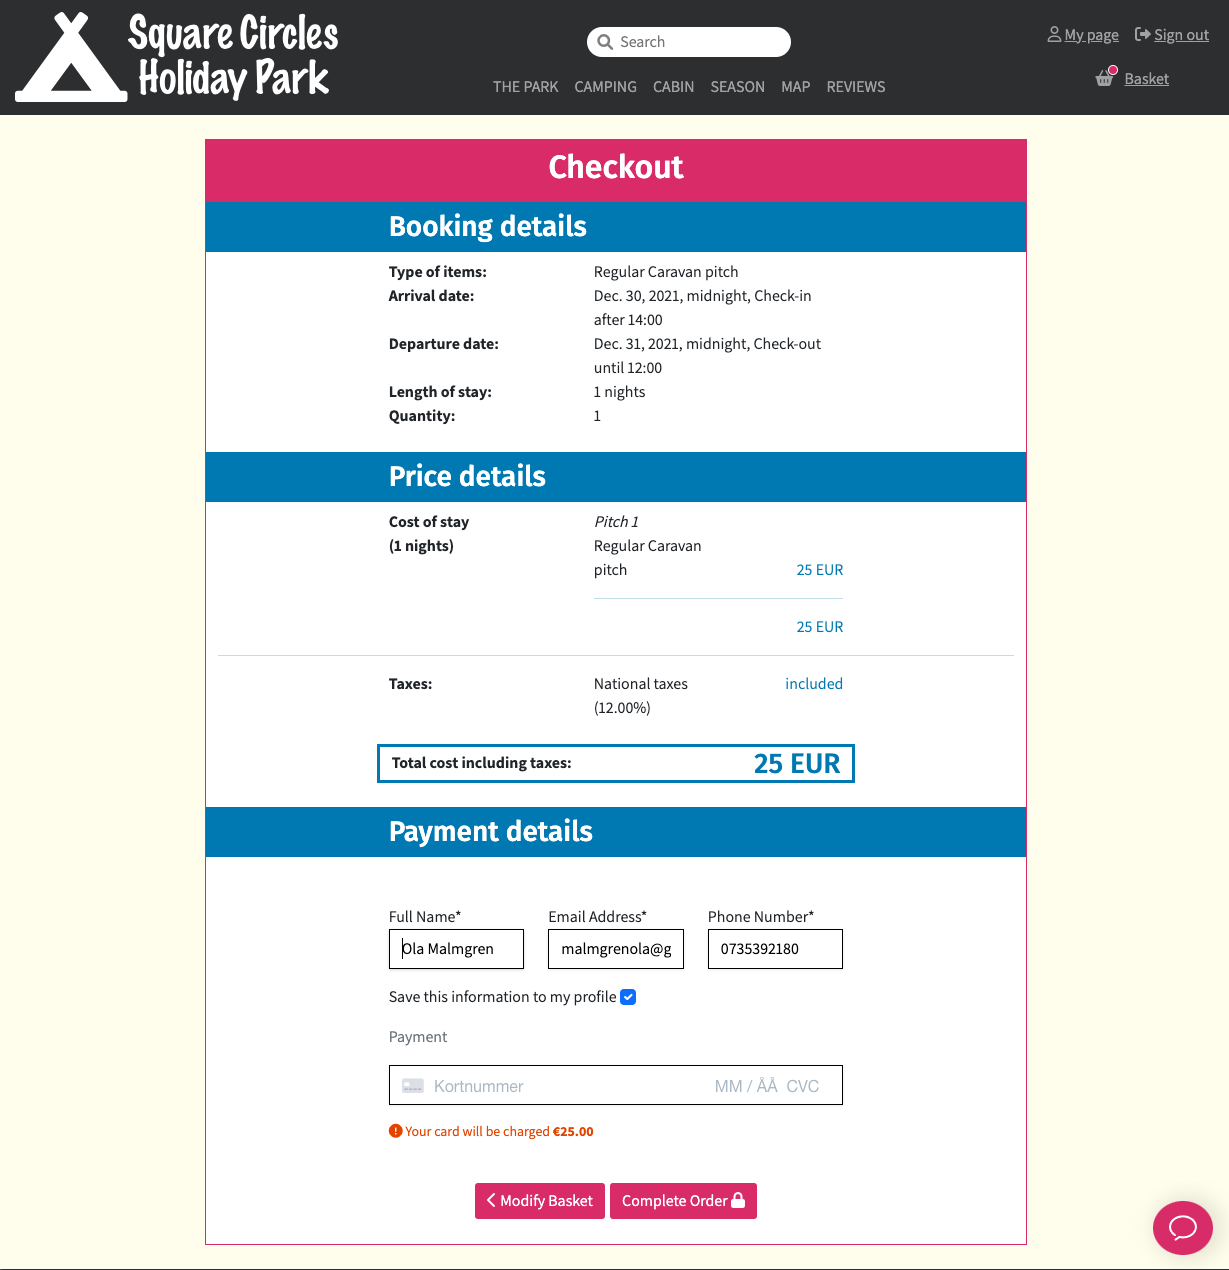 Square Circles
Holiday Park
Search
My page
Sign out
Basket
THE PARK CAMPING CABIN SEASON MAP REVIEWS
Checkout
Booking details
Type of items: Regular Caravan pitch
Arrival date: Dec. 30, 2021, midnight, Check-in
after 14:00
Departure date: Dec. 31, 2021, midnight, Check-out
until 12:00
Length of stay: 1 nights
Quantity: 1
Price details
Cost of stay Pitch 1
(1 nights) Regular Caravan
pitch 25 EUR
25 EUR
Taxes: National taxes included
(12.00%)
Total cost including taxes: 25 EUR
Payment details
Full Name* Email Address* Phone Number*
Ola Malmgren malmgrenola@g 0735392180
Save this information to my profile
Payment
Kortnummer MM / ÅÅ CVC
Your card will be charged €25.00
Modify Basket Complete Order